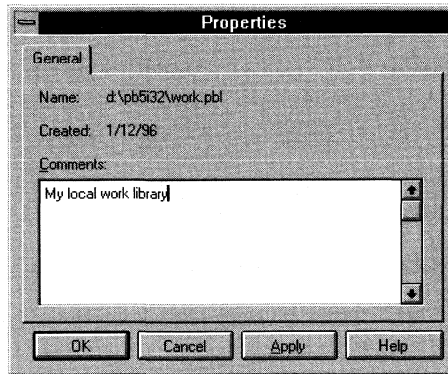 Properties
General
Name: d:\pb5i32\work.pbl
Created: 1/12/96
Comments:
My local work library
OK Cancel Apply Help